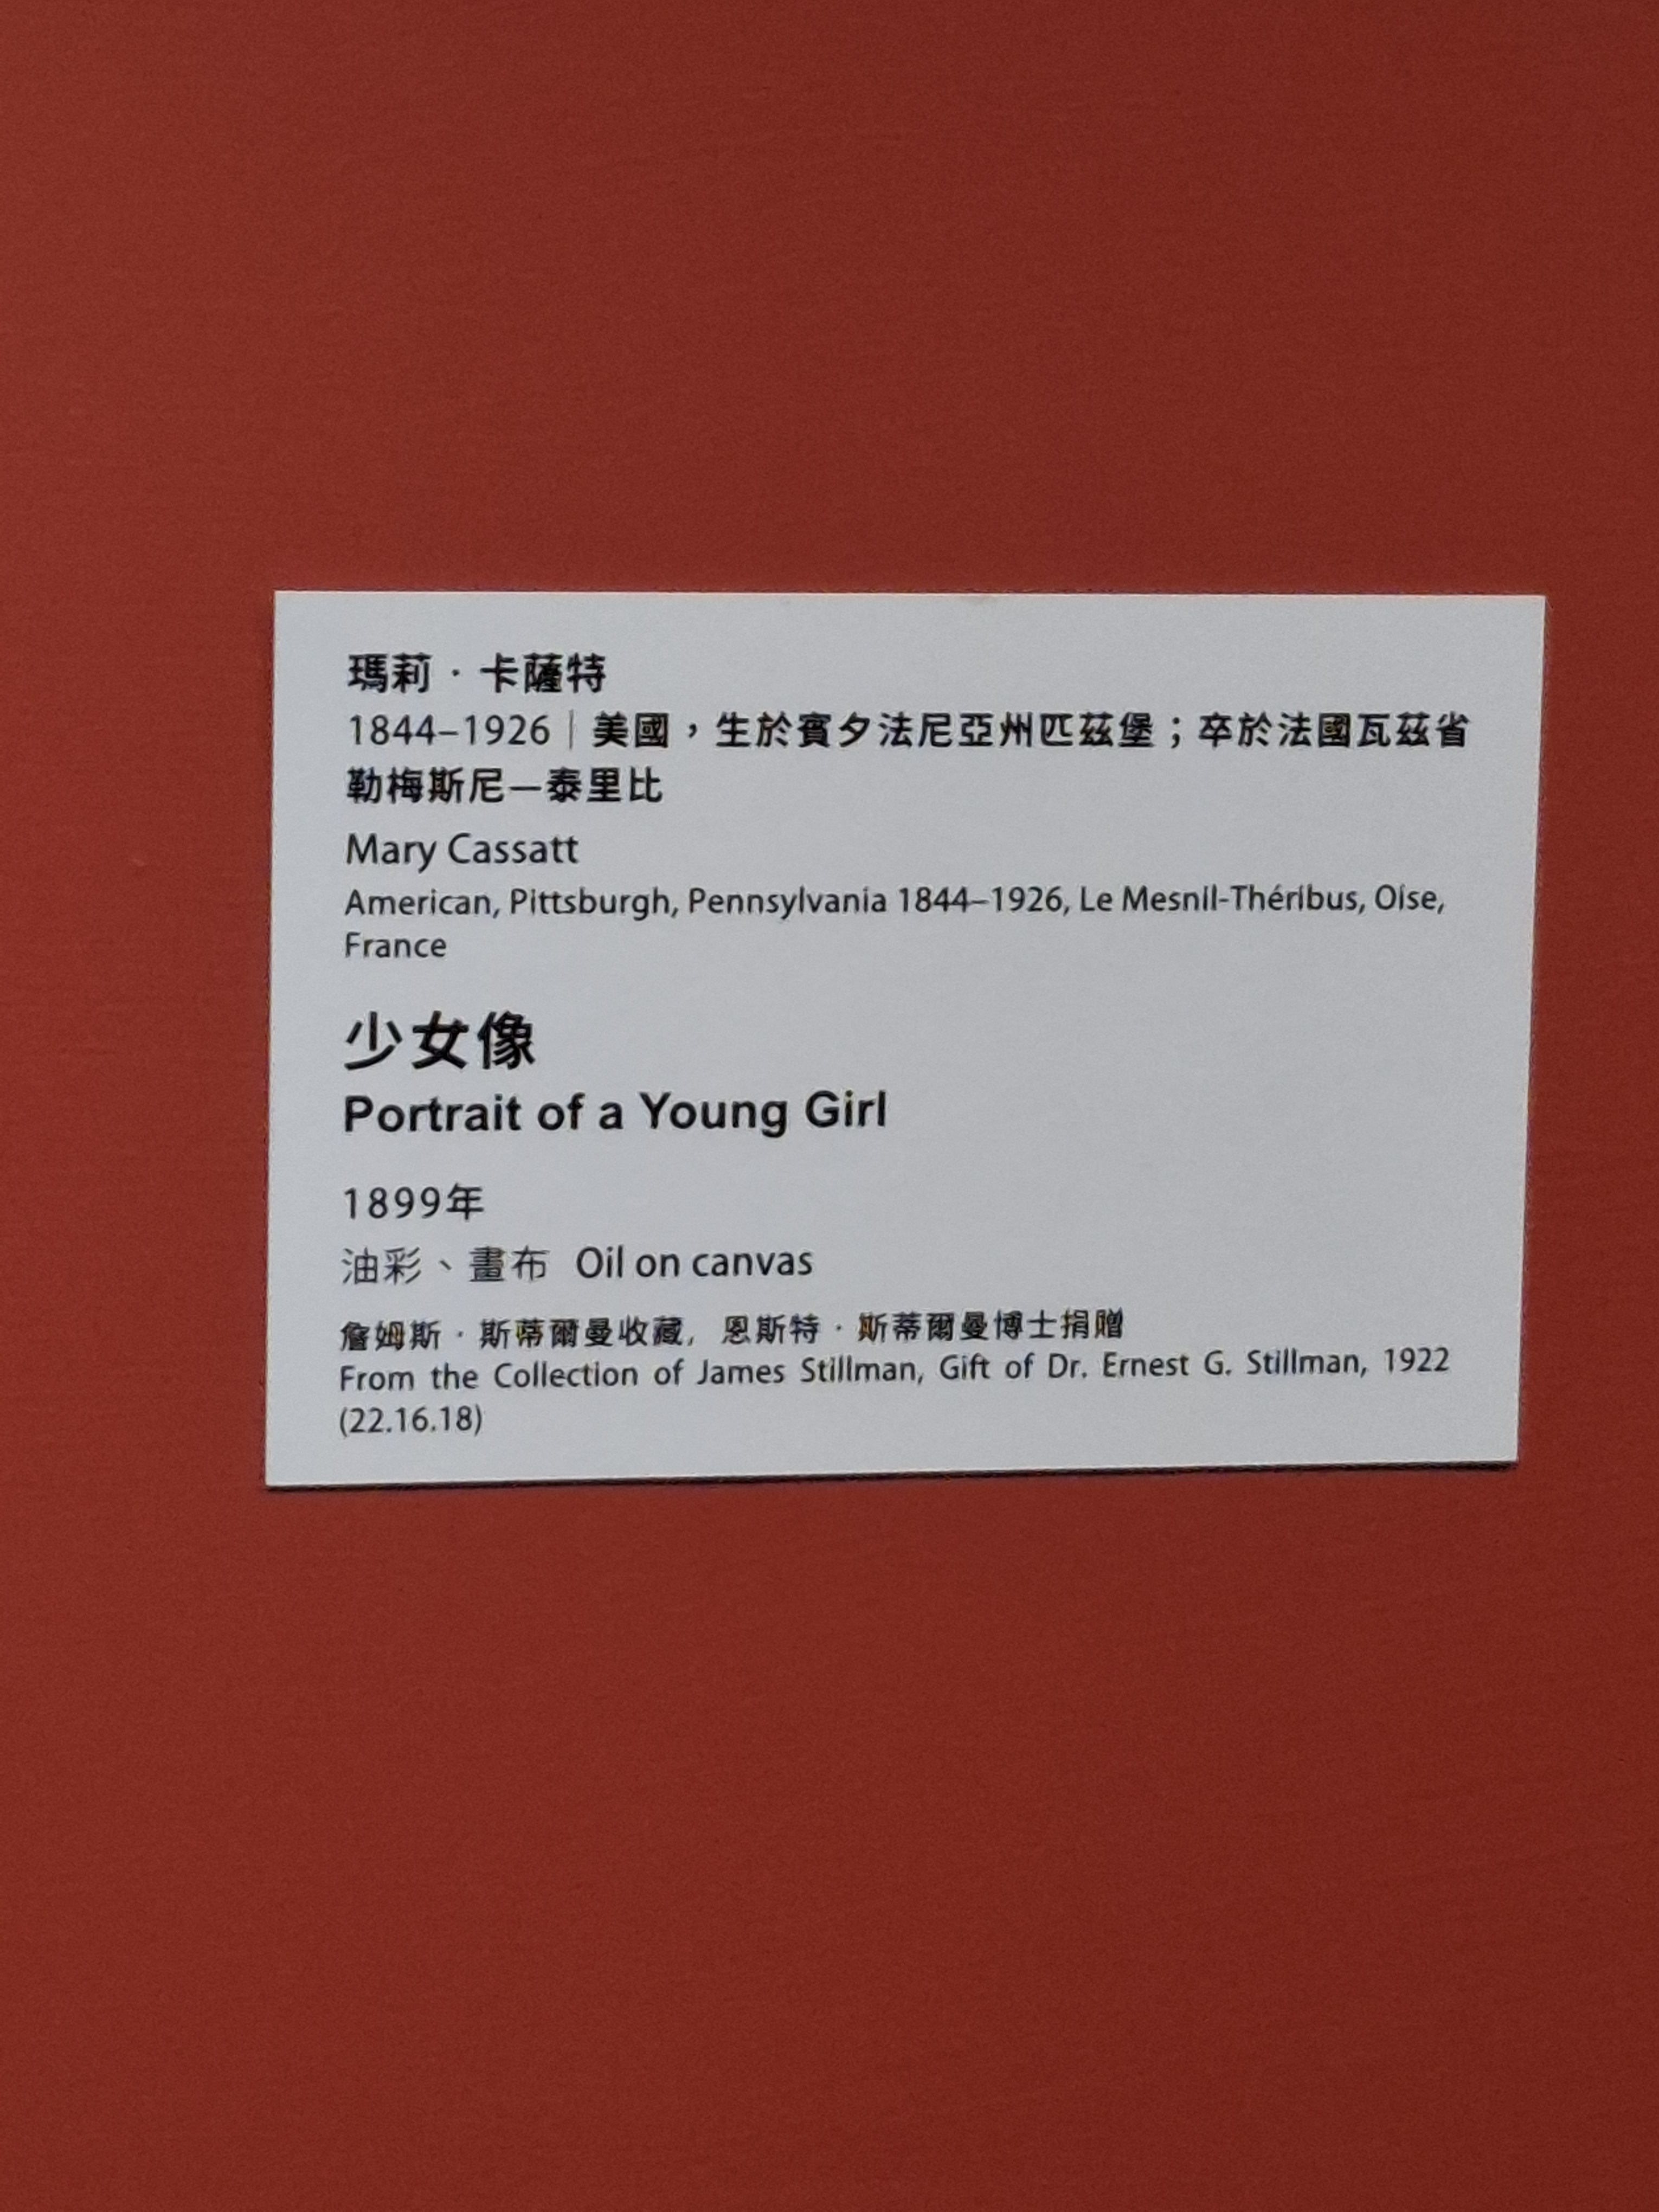 瑪莉．卡薩特
1844–1926｜美國，生於賓夕法尼亞州匹茲堡；卒於法國瓦茲省
勒梅斯尼—泰里比
Mary Cassatt
American, Pittsburgh, Pennsylvania 1844–1926, Le Mesnil-Théribus, Oise,
France
少女像
Portrait of a Young Girl
1899年
油彩、畫布 Oil on canvas
詹姆斯．斯蒂爾曼收藏, 恩斯特．斯蒂爾曼博士捐贈
From the Collection of James Stillman, Gift of Dr. Ernest G. Stillman, 1922
(22.16.18)